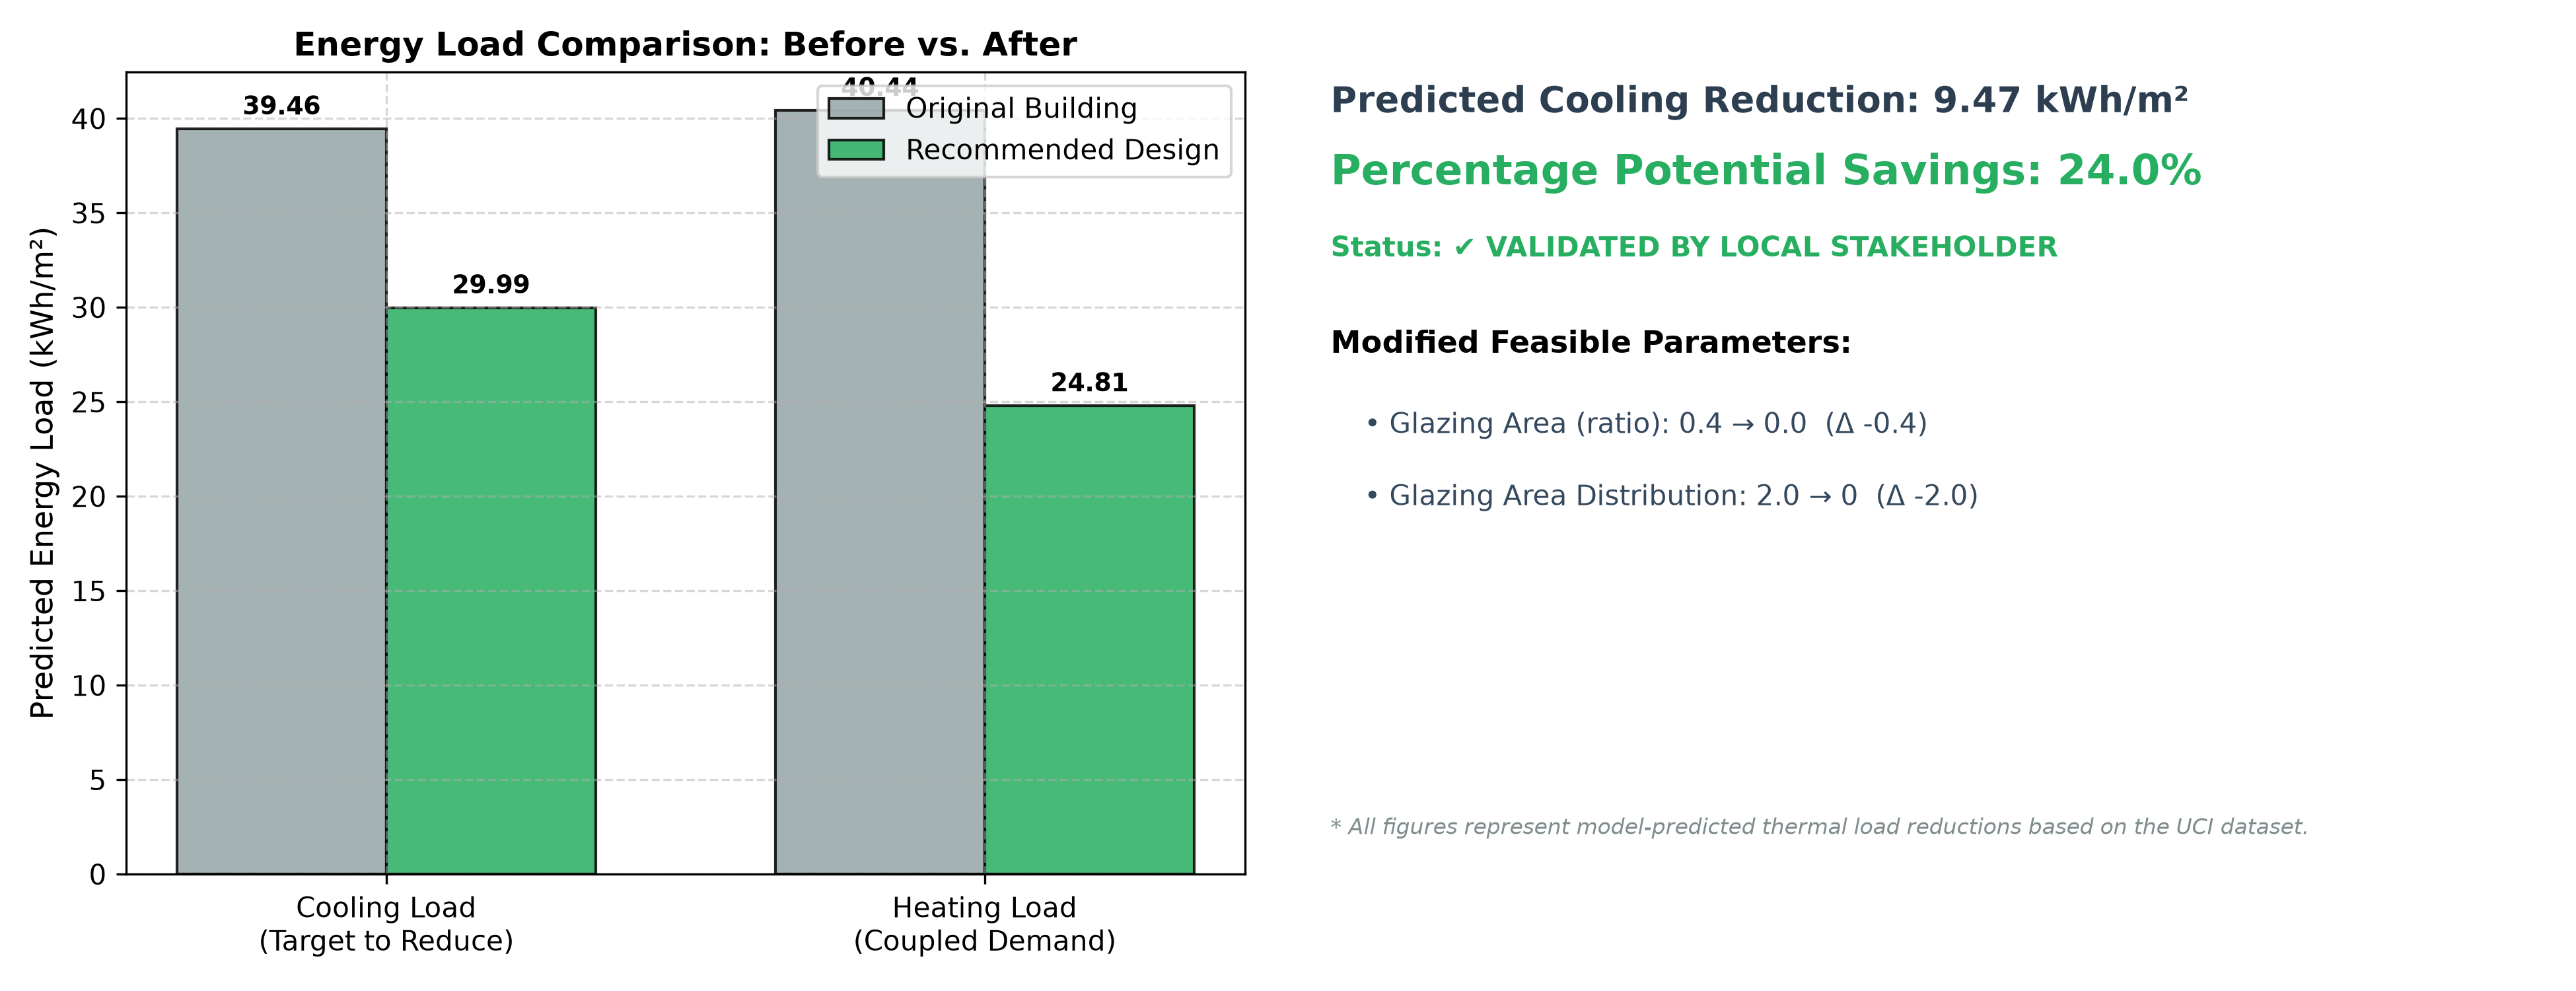 Energy Load Comparison: Before vs. After
Predicted Energy Load (kWh/m²)
40
35
30
25
20
15
10
5
0
39.46
29.99
40.44
24.81
Original Building
Recommended Design
Cooling Load
(Target to Reduce)
Heating Load
(Coupled Demand)
Predicted Cooling Reduction: 9.47 kWh/m²
Percentage Potential Savings: 24.0%
Status: ✔ VALIDATED BY LOCAL STAKEHOLDER
Modified Feasible Parameters:
• Glazing Area (ratio): 0.4 → 0.0 (Δ -0.4)
• Glazing Area Distribution: 2.0 → 0 (Δ -2.0)
* All figures represent model-predicted thermal load reductions based on the UCI dataset.